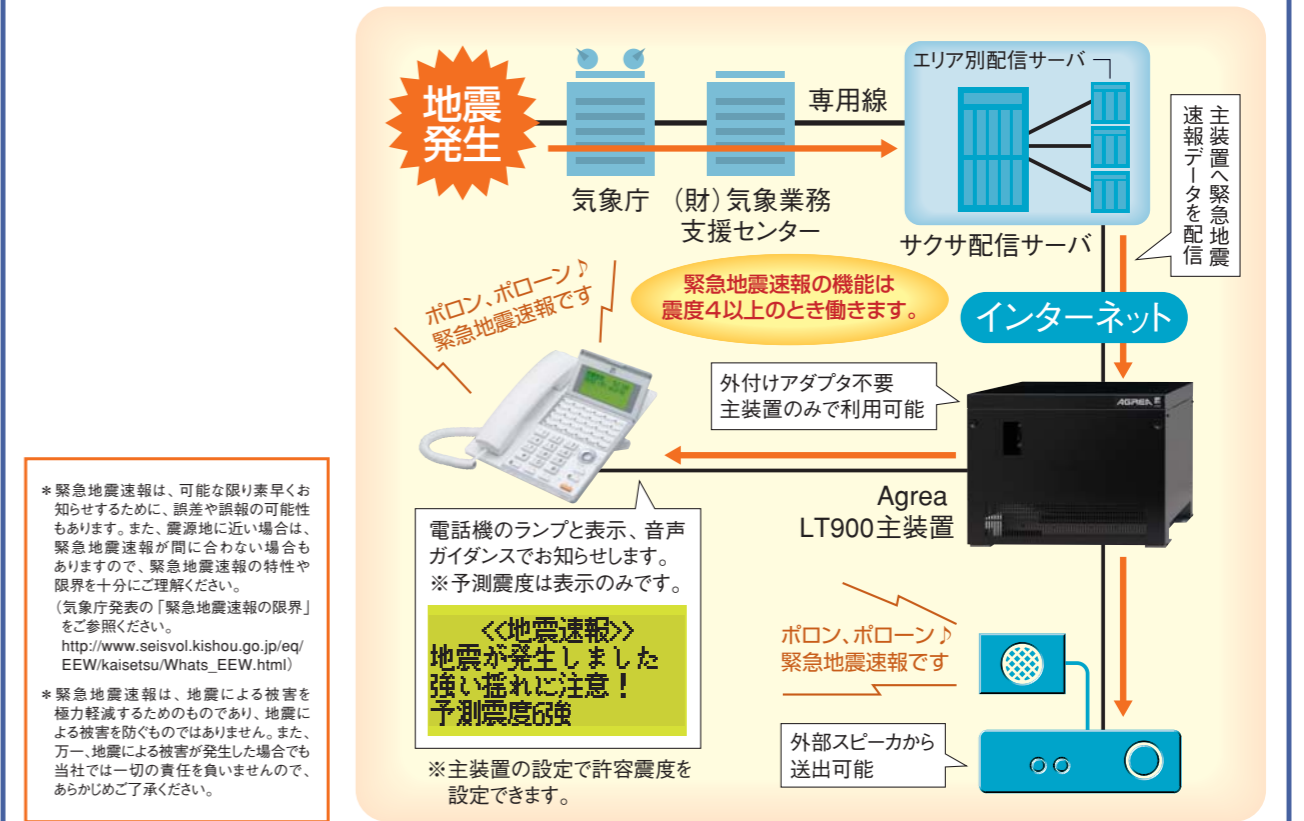 地震
発生
気象庁
(財)気象業務
支援センター
専用線
エリア別配信サーバ
サクサ配信サーバ
主装置へ緊急地震
速報データを配信
インターネット
緊急地震速報の機能は
震度4以上のとき働きます。
ポロン、ポローン♪
緊急地震速報です
外付けアダプタ不要
主装置のみで利用可能
AGREA
Agrea
LT900主装置
電話機のランプと表示、音声
ガイダンスでお知らせします。
※予測震度は表示のみです。
<<地震速報>>
地震が発生しました
強い揺れに注意！
予測震度6強
※主装置の設定で許容震度を
設定できます。
ポロン、ポローン♪
緊急地震速報です
外部スピーカから
送出可能
＊緊急地震速報は、可能な限り素早くお
知らせするために、誤差や誤報の可能性
もあります。また、震源地に近い場合は、
緊急地震速報が間に合わない場合も
ありますので、緊急地震速報の特性や
限界を十分にご理解ください。
（気象庁発表の「緊急地震速報の限界」
をご参照ください。
http://www.seisvol.kishou.go.jp/eq/
EEW/kaisetsu/Whats_EEW.html）
＊緊急地震速報は、地震による被害を
極力軽減するためのものであり、地震に
よる被害を防ぐものではありません。また、
万一、地震による被害が発生した場合でも
当社では一切の責任を負いませんので、
あらかじめご了承ください。